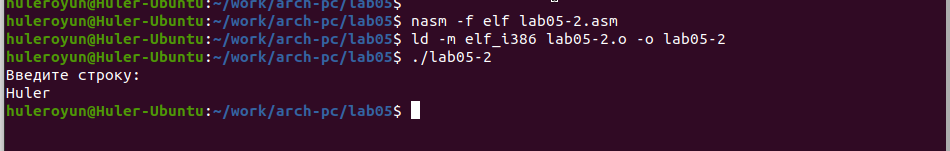 huleroyun@Huler-Ubuntu:~/work/arch-pc/lab05$
huleroyun@Huler-Ubuntu:~/work/arch-pc/lab05$ nasm -f elf lab05-2.asm
huleroyun@Huler-Ubuntu:~/work/arch-pc/lab05$ ld -m elf_i386 lab05-2.o -o lab05-2
huleroyun@Huler-Ubuntu:~/work/arch-pc/lab05$ ./lab05-2
Введите строку:
Huler
huleroyun@Huler-Ubuntu:~/work/arch-pc/lab05$